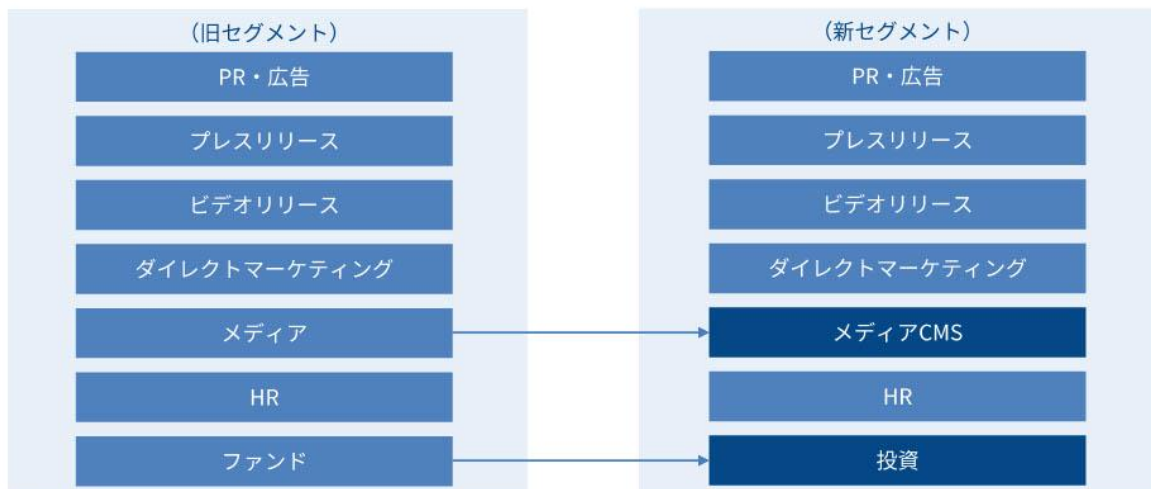 （旧セグメント）
PR・広告
プレスリリース
ビデオリリース
ダイレクトマーケティング
メディア
HR
ファンド
（新セグメント）
PR・広告
プレスリリース
ビデオリリース
ダイレクトマーケティング
メディアCMS
HR
投資